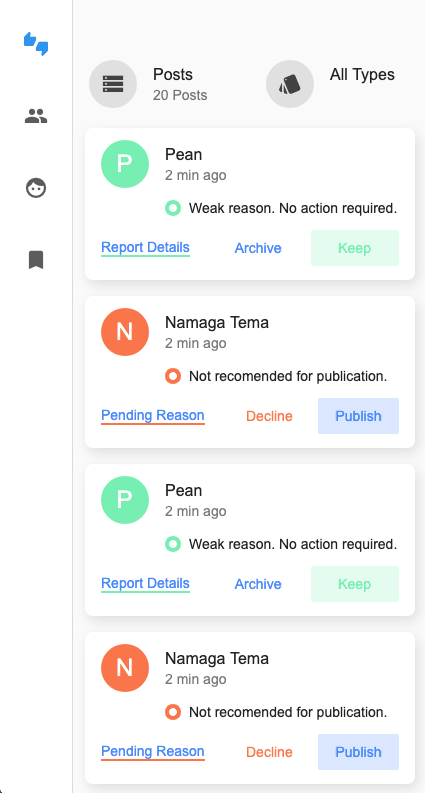 Posts
20 Posts
All Types
P
Pean
2 min ago
Weak reason. No action required.
Report Details Archive Keep
N
Namaga Tema
2 min ago
Not recomended for publication.
Pending Reason Decline Publish
P
Pean
2 min ago
Weak reason. No action required.
Report Details Archive Keep
N
Namaga Tema
2 min ago
Not recomended for publication.
Pending Reason Decline Publish